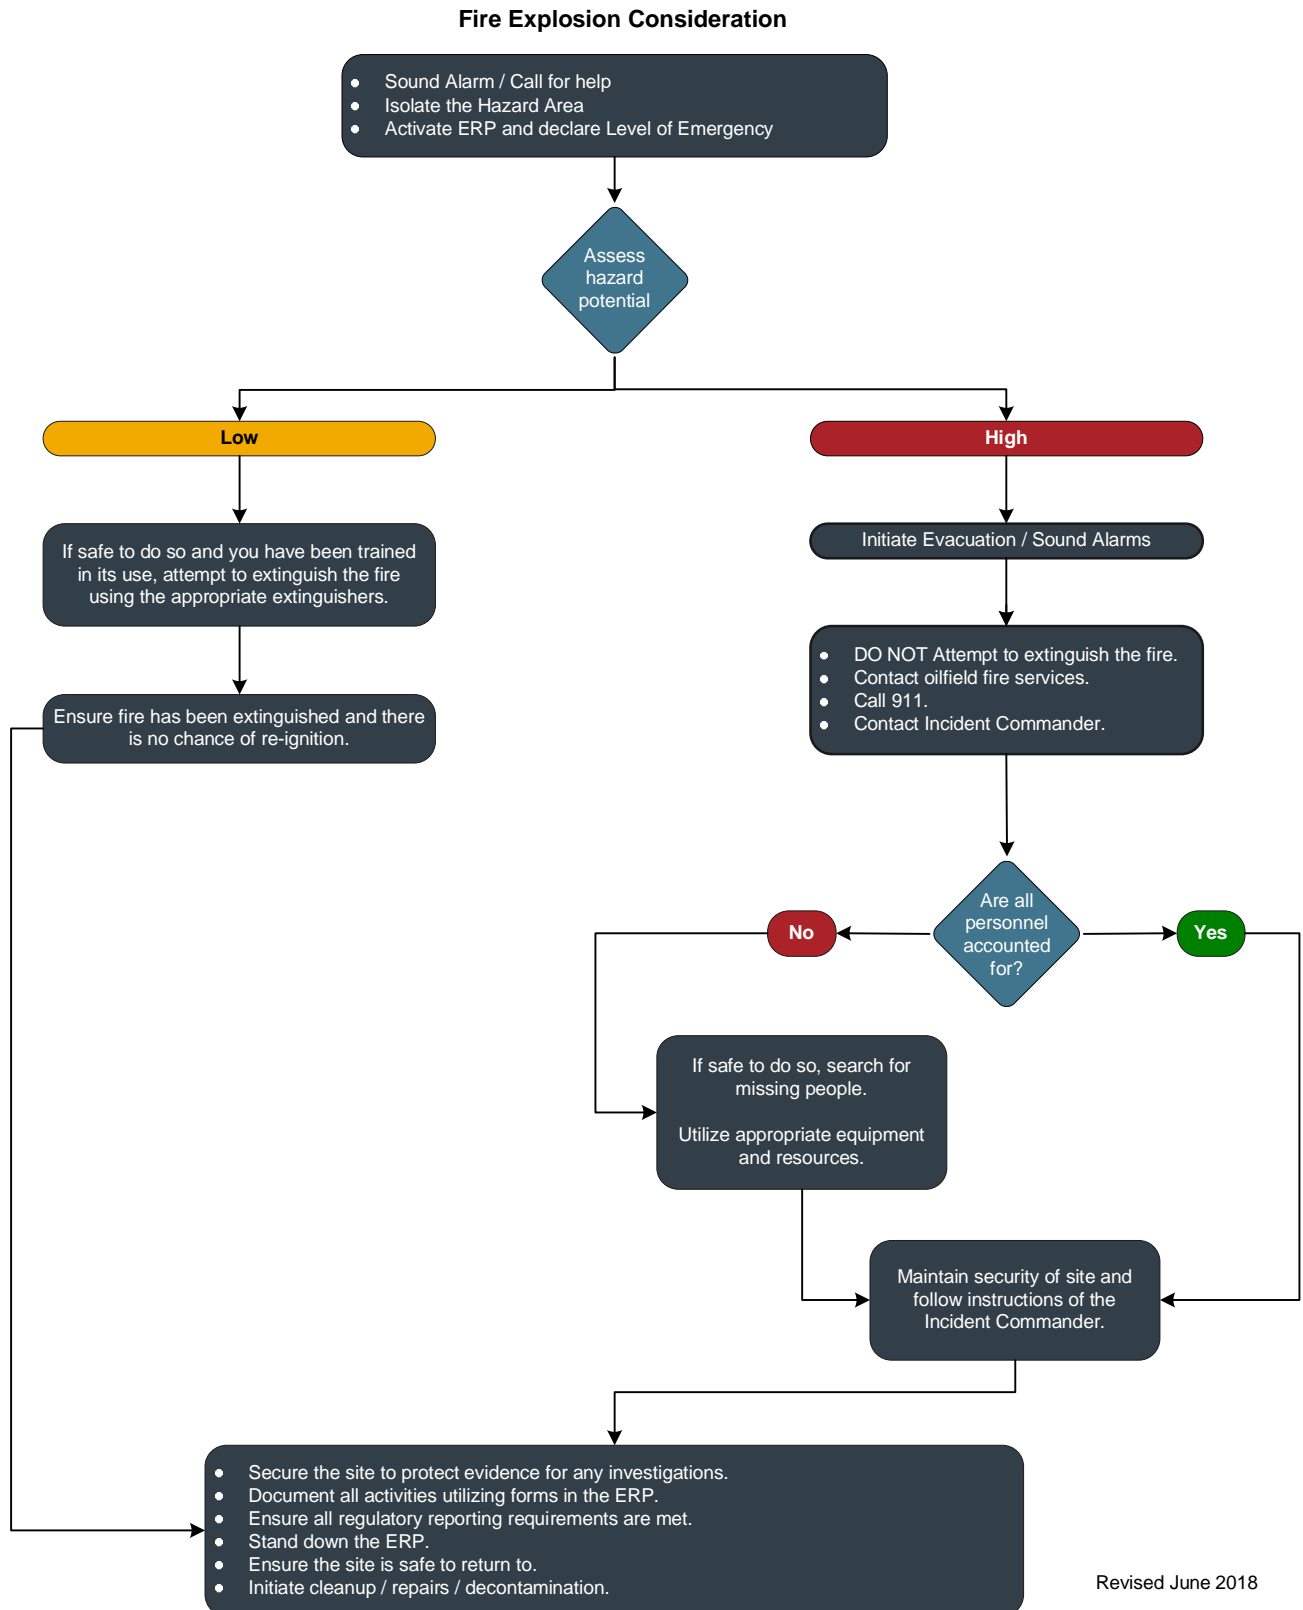 Fire Explosion Consideration
• Sound Alarm / Call for help
• Isolate the Hazard Area
• Activate ERP and declare Level of Emergency
Assess
hazard
potential
Low
High
If safe to do so and you have been trained
in its use, attempt to extinguish the fire
using the appropriate extinguishers.
Initiate Evacuation / Sound Alarms
• DO NOT Attempt to extinguish the fire.
• Contact oilfield fire services.
• Call 911.
• Contact Incident Commander.
Ensure fire has been extinguished and there
is no chance of re-ignition.
Are all
personnel
accounted
for?
No
Yes
If safe to do so, search for
missing people.
Utilize appropriate equipment
and resources.
Maintain security of site and
follow instructions of the
Incident Commander.
• Secure the site to protect evidence for any investigations.
• Document all activities utilizing forms in the ERP.
• Ensure all regulatory reporting requirements are met.
• Stand down the ERP.
• Ensure the site is safe to return to.
• Initiate cleanup / repairs / decontamination.
Revised June 2018